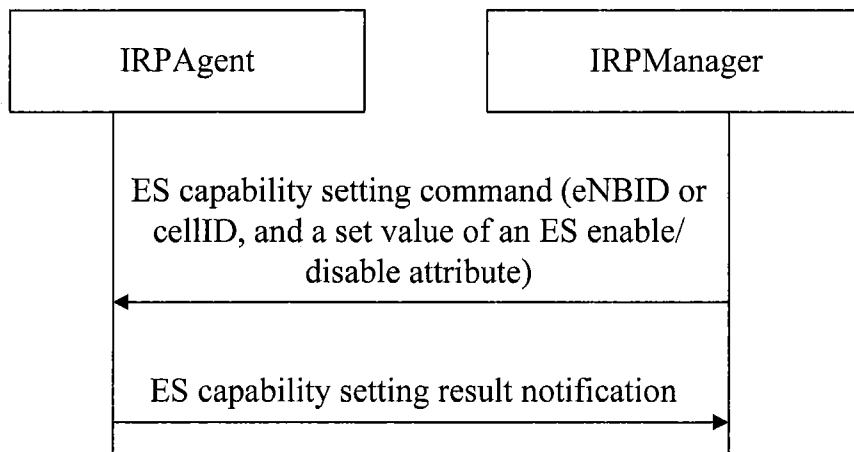 IRPAgent
IRPManager
ES capability setting command (eNBID or
cellID, and a set value of an ES enable/
disable attribute)
ES capability setting result notification